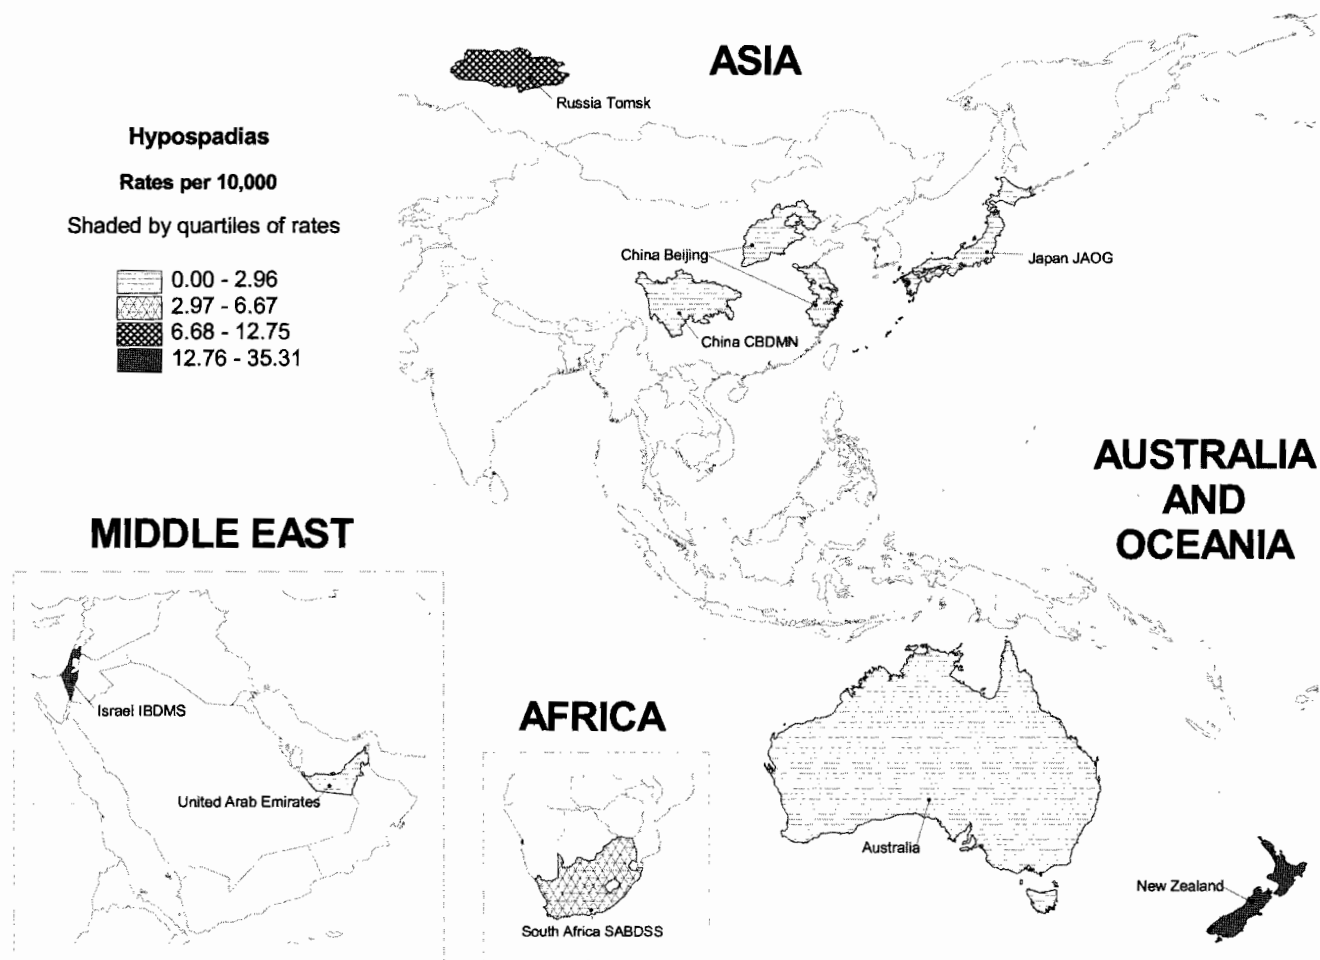 ASIA
Russia Tomsk
Hypospadias
Rates per 10,000
Shaded by quartiles of rates
0.00 - 2.96
2.97 - 6.67
6.68 - 12.75
12.76 - 35.31
China Beijing
Japan JAOG
China CBDMN
AUSTRALIA
AND
OCEANIA
MIDDLE EAST
Israel IBDMS
United Arab Emirates
AFRICA
South Africa SABDSS
Australia
New Zealand